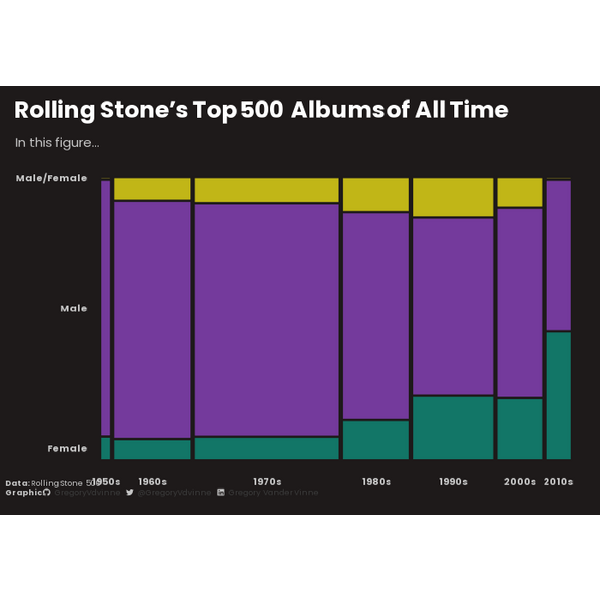 Rolling Stone's Top 500 Albums of All Time
In this figure...
Male/Female
Male
Female
1950s 1960s 1970s 1980s 1990s 2000s 2010s
Data: Rolling Stone
Graphic: GregoryVdvinne @GregoryVdvinne Gregory Vander Vinne